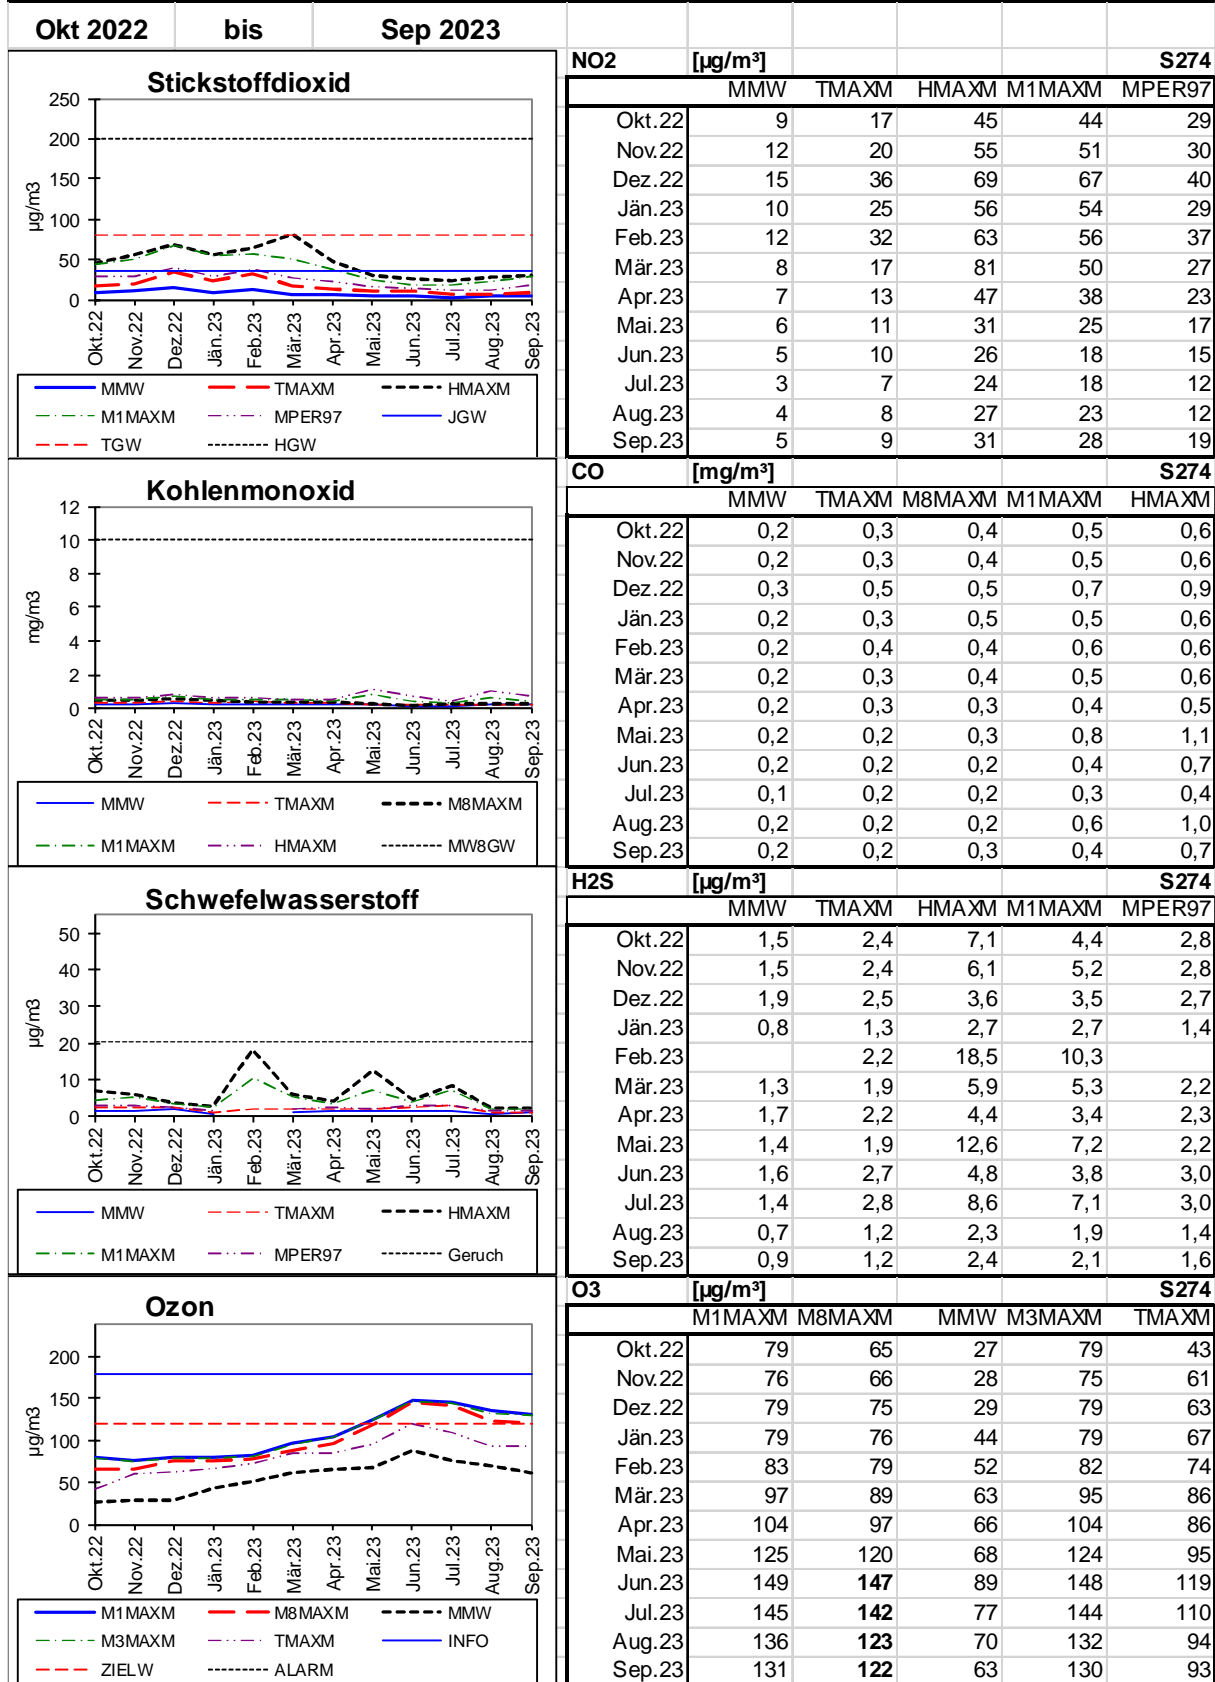 Okt 2022 bis Sep 2023
Stickstoffdioxid
250
200
150
100
50
0
µg/m3
Okt.22 Nov.22 Dez.22 Jän.23 Feb.23 Mär.23 Apr.23 Mai.23 Jun.23 Jul.23 Aug.23 Sep.23
MMW TMAXM HMAXM
M1MAXM MPER97 JGW
TGW HGW
NO2 [µg/m³] S274
MMW TMAXM HMAXM M1MAXM MPER97
Okt.22 9 17 45 44 29
Nov.22 12 20 55 51 30
Dez.22 15 36 69 67 40
Jän.23 10 25 56 54 29
Feb.23 12 32 63 56 37
Mär.23 8 17 81 50 27
Apr.23 7 13 47 38 23
Mai.23 6 11 31 25 17
Jun.23 5 10 26 18 15
Jul.23 3 7 24 18 12
Aug.23 4 8 27 23 12
Sep.23 5 9 31 28 19
Kohlenmonoxid
12
10
8
6
4
2
0
mg/m3
Okt.22 Nov.22 Dez.22 Jän.23 Feb.23 Mär.23 Apr.23 Mai.23 Jun.23 Jul.23 Aug.23 Sep.23
MMW TMAXM M8MAXM
M1MAXM HMAXM MW8GW
CO [mg/m³] S274
MMW TMAXM M8MAXM M1MAXM HMAXM
Okt.22 0,2 0,3 0,4 0,5 0,6
Nov.22 0,2 0,3 0,4 0,5 0,6
Dez.22 0,3 0,5 0,5 0,7 0,9
Jän.23 0,2 0,3 0,5 0,5 0,6
Feb.23 0,2 0,4 0,4 0,6 0,6
Mär.23 0,2 0,3 0,4 0,5 0,6
Apr.23 0,2 0,3 0,3 0,4 0,5
Mai.23 0,2 0,2 0,3 0,8 1,1
Jun.23 0,2 0,2 0,2 0,4 0,7
Jul.23 0,1 0,2 0,2 0,3 0,4
Aug.23 0,2 0,2 0,2 0,6 1,0
Sep.23 0,2 0,2 0,3 0,4 0,7
Schwefelwasserstoff
50
40
30
20
10
0
µg/m3
Okt.22 Nov.22 Dez.22 Jän.23 Feb.23 Mär.23 Apr.23 Mai.23 Jun.23 Jul.23 Aug.23 Sep.23
MMW TMAXM HMAXM
M1MAXM MPER97 Geruch
H2S [µg/m³] S274
MMW TMAXM HMAXM M1MAXM MPER97
Okt.22 1,5 2,4 7,1 4,4 2,8
Nov.22 1,5 2,4 6,1 5,2 2,8
Dez.22 1,9 2,5 3,6 3,5 2,7
Jän.23 0,8 1,3 2,7 2,7 1,4
Feb.23 2,2 18,5 10,3
Mär.23 1,3 1,9 5,9 5,3 2,2
Apr.23 1,7 2,2 4,4 3,4 2,3
Mai.23 1,4 1,9 12,6 7,2 2,2
Jun.23 1,6 2,7 4,8 3,8 3,0
Jul.23 1,4 2,8 8,6 7,1 3,0
Aug.23 0,7 1,2 2,3 1,9 1,4
Sep.23 0,9 1,2 2,4 2,1 1,6
Ozon
200
150
100
50
0
µg/m3
Okt.22 Nov.22 Dez.22 Jän.23 Feb.23 Mär.23 Apr.23 Mai.23 Jun.23 Jul.23 Aug.23 Sep.23
M1MAXM M8MAXM MMW
M3MAXM TMAXM INFO
ZIELW ALARM
O3 [µg/m³] S274
M1MAXM M8MAXM MMW M3MAXM TMAXM
Okt.22 79 65 27 79 43
Nov.22 76 66 28 75 61
Dez.22 79 75 29 79 63
Jän.23 79 76 44 79 67
Feb.23 83 79 52 82 74
Mär.23 97 89 63 95 86
Apr.23 104 97 66 104 86
Mai.23 125 120 68 124 95
Jun.23 149 147 89 148 119
Jul.23 145 142 77 144 110
Aug.23 136 123 70 132 94
Sep.23 131 122 63 130 93